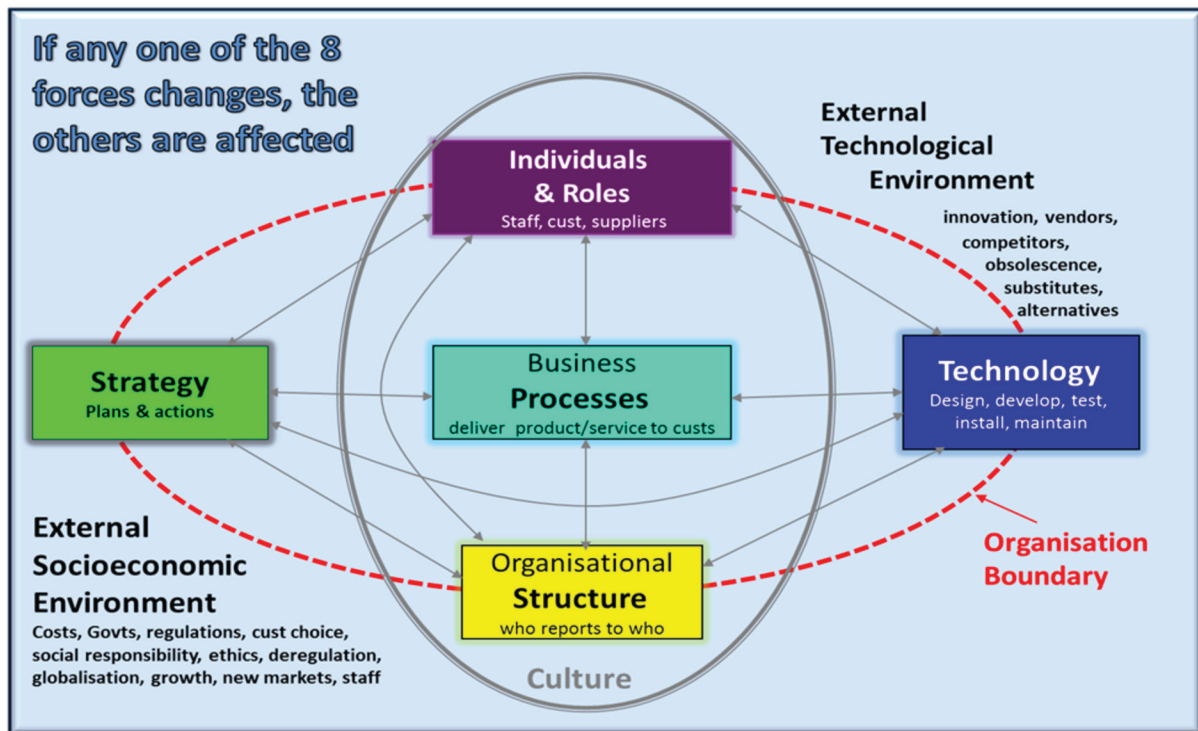 If any one of the 8
forces changes, the
others are affected
External
Technological
Environment
innovation, vendors,
competitors,
obsolescence,
substitutes,
alternatives
Individuals
& Roles
Staff, cust, suppliers
Strategy
Plans & actions
Business
Processes
deliver product/service to custs
Technology
Design, develop, test,
install, maintain
External
Socioeconomic
Environment
Costs, Govts, regulations, cust choice,
social responsibility, ethics, deregulation,
globalisation, growth, new markets, staff
Organisational
Structure
who reports to who
Culture
Organisation
Boundary